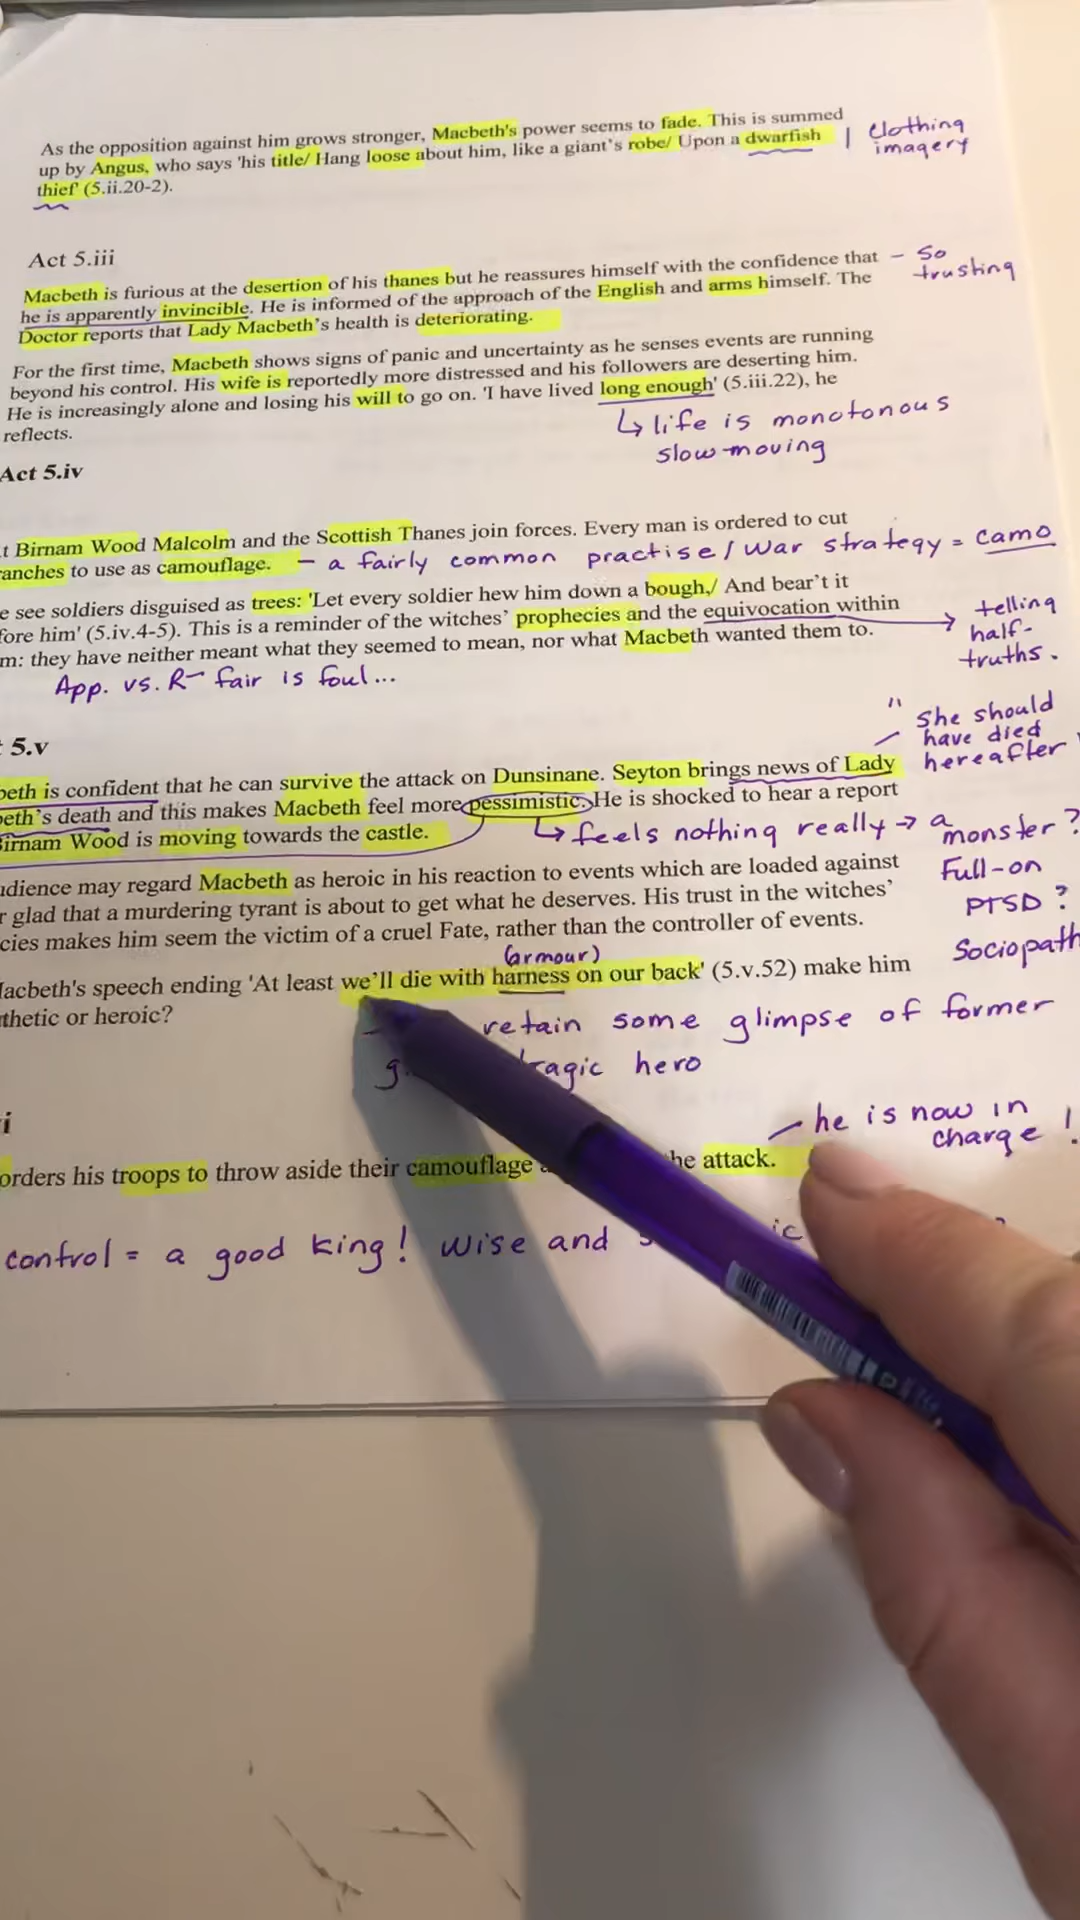 As the opposition against him grows stronger, Macbeth's power seems to fade. This is summed
up by Angus, who says 'his title/ Hang loose about him, like a giant's robe/ Upon a dwarfish
thief' (5.ii.20-2).
clothing
imagery
Act 5.iii
Macbeth is furious at the desertion of his thanes but he reassures himself with the confidence that
he is apparently invincible. He is informed of the approach of the English and arms himself. The
Doctor reports that Lady Macbeth's health is deteriorating.
- So
trusting
For the first time, Macbeth shows signs of panic and uncertainty as he senses events are running
beyond his control. His wife is reportedly more distressed and his followers are deserting him.
He is increasingly alone and losing his will to go on. 'I have lived long enough' (5.iii.22), he
reflects.
↳ life is monotonous
slow-moving
Act 5.iv
t Birnam Wood Malcolm and the Scottish Thanes join forces. Every man is ordered to cut
ranches to use as camouflage.
- a fairly common practise / war strategy = camo
e see soldiers disguised as trees: 'Let every soldier hew him down a bough,/ And bear't it
fore him' (5.iv.4-5). This is a reminder of the witches' prophecies and the equivocation within
m: they have neither meant what they seemed to mean, nor what Macbeth wanted them to.
→ telling
half-
truths.
App. vs. R- fair is foul...
5.v
" She should
have died
hereafter
beth is confident that he can survive the attack on Dunsinane. Seyton brings news of Lady
beth's death and this makes Macbeth feel more pessimistic. He is shocked to hear a report
Birnam Wood is moving towards the castle.
↳ feels nothing really → a
monster?
Full-on
PTSD?
Sociopath
udience may regard Macbeth as heroic in his reaction to events which are loaded against
r glad that a murdering tyrant is about to get what he deserves. His trust in the witches'
cies makes him seem the victim of a cruel Fate, rather than the controller of events.
(armour)
Macbeth's speech ending 'At least we'll die with harness on our back' (5.v.52) make him
thetic or heroic?
retain some glimpse of former
tragic hero
vi
- he is now in
charge!
orders his troops to throw aside their camouflage he attack.
control = a good king! Wise and